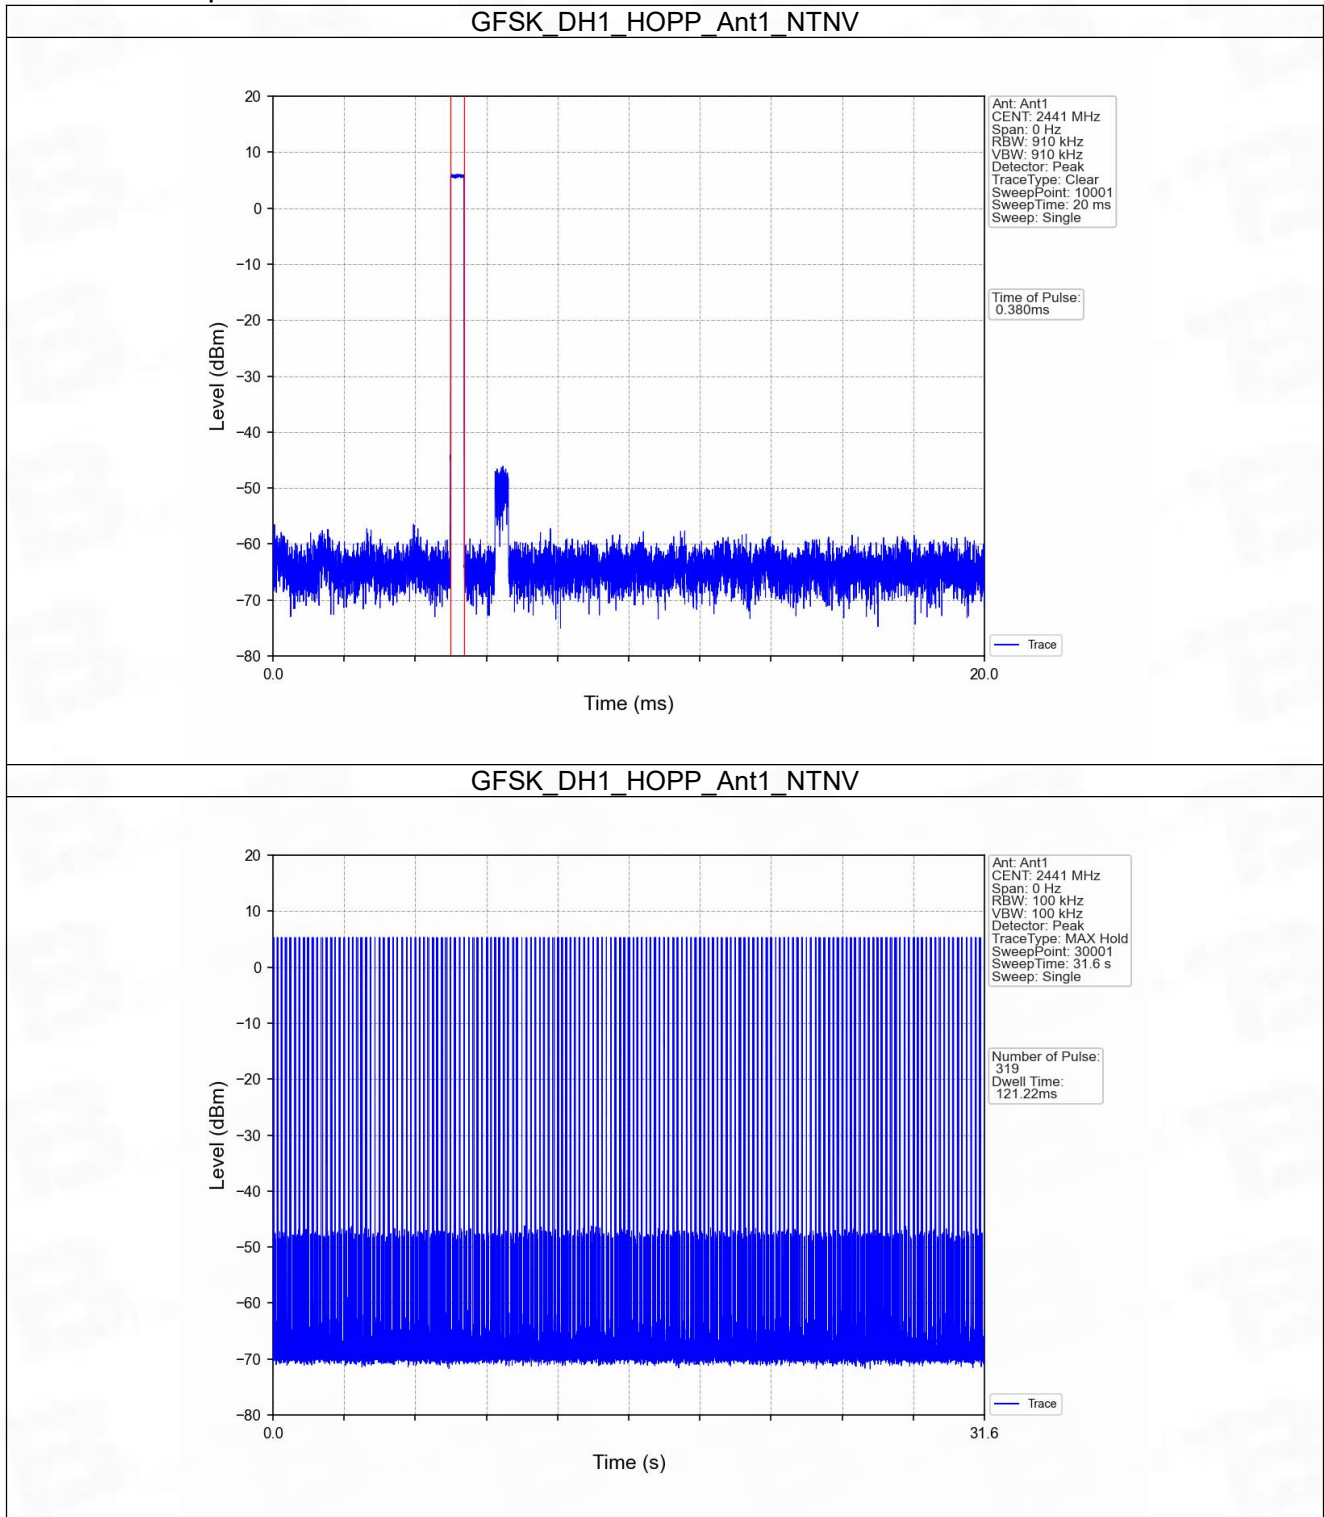 GFSK_DH1_HOPP_Ant1_NTNV
20
10
0
−10
−20
−30
−40
−50
−60
−70
−80
Level (dBm)
0.0
20.0
Time (ms)
Ant: Ant1
CENT: 2441 MHz
Span: 0 Hz
RBW: 910 kHz
VBW: 910 kHz
Detector: Peak
TraceType: Clear
SweepPoint: 10001
SweepTime: 20 ms
Sweep: Single
Time of Pulse:
0.380ms
Trace
GFSK_DH1_HOPP_Ant1_NTNV
20
10
0
−10
−20
−30
−40
−50
−60
−70
−80
Level (dBm)
0.0
31.6
Time (s)
Ant: Ant1
CENT: 2441 MHz
Span: 0 Hz
RBW: 100 kHz
VBW: 100 kHz
Detector: Peak
TraceType: MAX Hold
SweepPoint: 30001
SweepTime: 31.6 s
Sweep: Single
Number of Pulse:
319
Dwell Time:
121.22ms
Trace